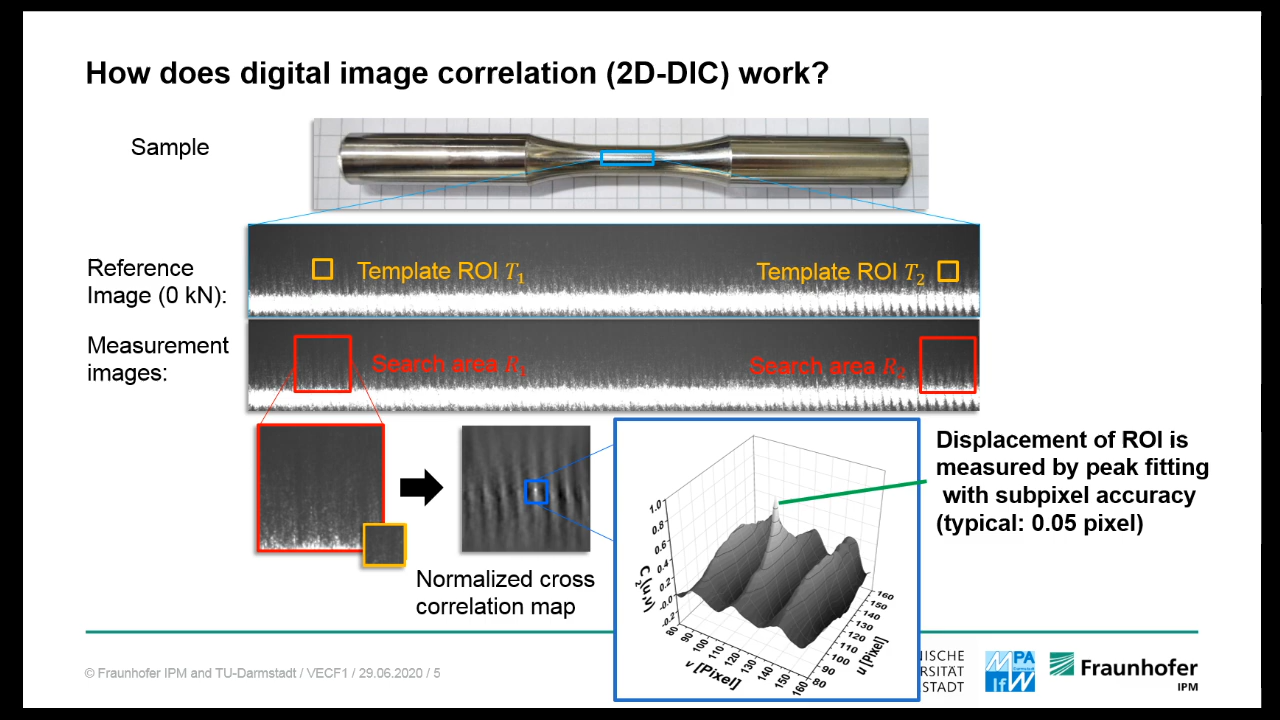 How does digital image correlation (2D-DIC) work?
Sample
Reference
Image (0 kN):
Template ROI T₁
Template ROI T₂
Measurement
images:
Search area R₁
Search area R₂
Displacement of ROI is
measured by peak fitting
with subpixel accuracy
(typical: 0.05 pixel)
Normalized cross
correlation map
1.0
0.8
0.6
0.4
0.2
-0.0
-0.2
C₂(u,v)
80
90
100
110
120
130
140
150
160
v [Pixel]
80
90
100
110
120
130
140
150
160
u [Pixel]
© Fraunhofer IPM and TU-Darmstadt / VECF1 / 29.06.2020 / 5
NISCHE
RSITÄT
STADT
MPA
Darmstadt
IfW
Fraunhofer
IPM